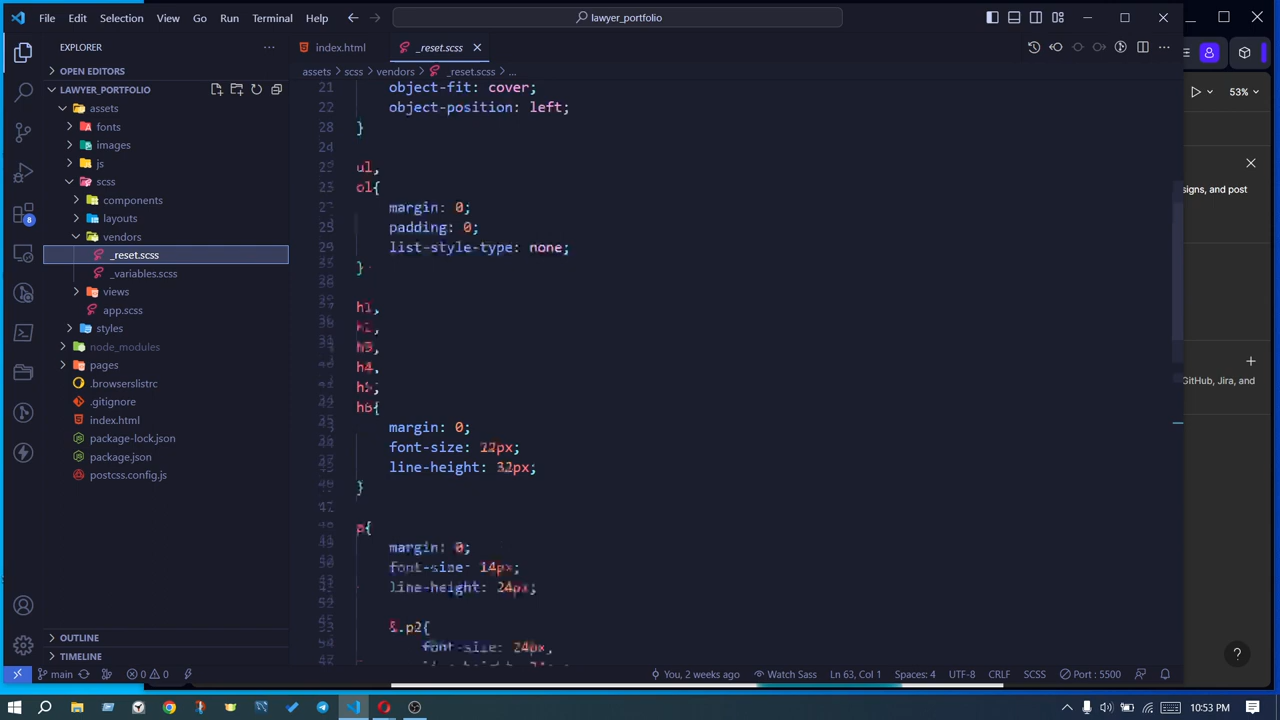 File Edit Selection View Go Run Terminal Help
lawyer_portfolio
EXPLORER
index.html
_reset.scss
53%
OPEN EDITORS
assets > scss > vendors > _reset.scss > ...
LAWYER_PORTFOLIO
assets
fonts
images
js
scss
components
layouts
vendors
_reset.scss
_variables.scss
views
app.scss
styles
node_modules
pages
.browserslistrc
.gitignore
index.html
package-lock.json
package.json
postcss.config.js
OUTLINE
TIMELINE
object-fit: cover;
object-position: left;
}
ul,
ol{
margin: 0;
padding: 0;
list-style-type: none;
}
h1,
h2,
h3,
h4,
h5,
h6{
margin: 0;
font-size:
line-height: 32px;
}
p{
margin: 0;
font-size: 14px;
line-height: 24px;
&.p2{
font-size: 24px;
signs, and post
GitHub, Jira, and
8
main
0
0
You, 2 weeks ago
Watch Sass
Ln 63, Col 1
Spaces: 4
UTF-8
CRLF
SCSS
Port : 5500
10:53 PM